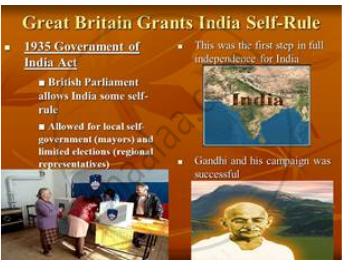 Great Britain Grants India Self-Rule
1935 Government of
India Act
British Parliament
allows India some self-
rule
Allowed for local self-
government (mayors) and
limited elections (regional
representatives)
This was the first step in full
independence for India
India
Gandhi and his campaign was
successful